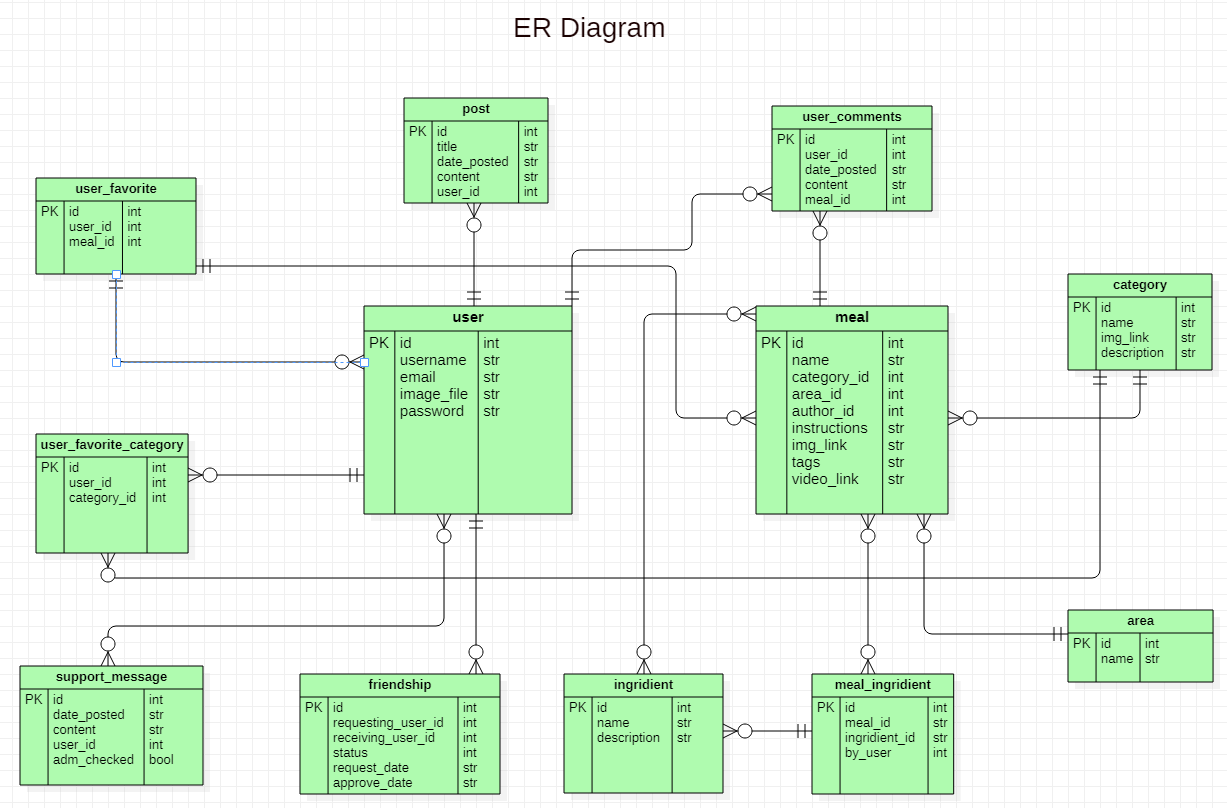 ER Diagram
post
PK id int
title str
date_posted str
content str
user_id int
user_comments
PK id int
user_id int
date_posted str
content str
meal_id int
user_favorite
PK id int
user_id int
meal_id int
user
PK id int
username str
email str
image_file str
password str
meal
PK id int
name str
category_id int
area_id int
author_id int
instructions str
img_link str
tags str
video_link str
category
PK id int
name str
img_link str
description str
user_favorite_category
PK id int
user_id int
category_id int
area
PK id int
name str
support_message
PK id int
date_posted str
content str
user_id int
adm_checked bool
friendship
PK id int
requesting_user_id int
receiving_user_id int
status int
request_date str
approve_date str
ingridient
PK id int
name str
description str
meal_ingridient
PK id int
meal_id str
ingridient_id str
by_user int